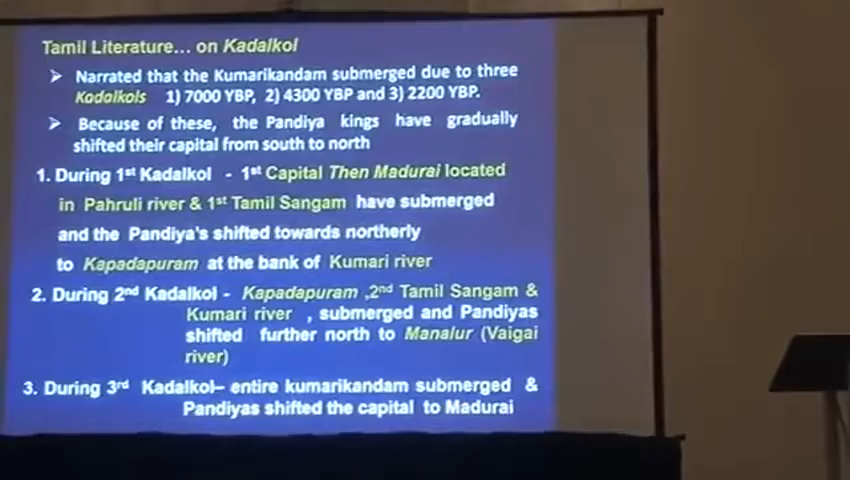 Tamil Literature... on Kadalkol
➢ Narrated that the Kumarikandam submerged due to three
Kadalkols 1) 7000 YBP, 2) 4300 YBP and 3) 2200 YBP.
➢ Because of these, the Pandiya kings have gradually
shifted their capital from south to north
1. During 1st Kadalkol - 1st Capital Then Madurai located
in Pahruli river & 1st Tamil Sangam have submerged
and the Pandiya's shifted towards northerly
to Kapadapuram at the bank of Kumari river
2. During 2nd Kadalkol - Kapadapuram ,2nd Tamil Sangam &
Kumari river , submerged and Pandiyas
shifted further north to Manalur (Vaigai
river)
3. During 3rd Kadalkol– entire kumarikandam submerged &
Pandiyas shifted the capital to Madurai